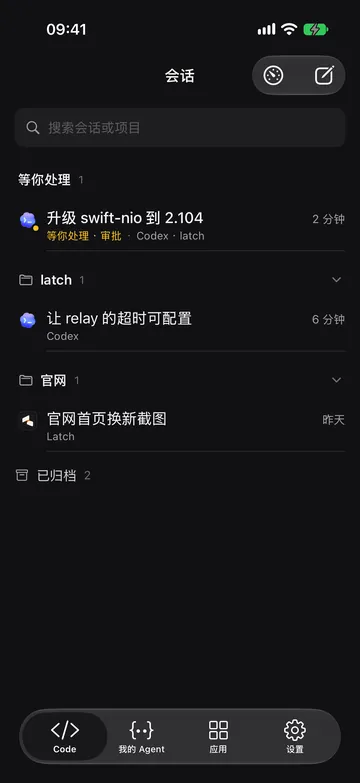 09:41
会话
搜索会话或项目
等你处理 1
升级 swift-nio 到 2.104
2 分钟
等你处理 · 审批 · Codex · latch
latch 1
让 relay 的超时可配置
6 分钟
Codex
官网 1
官网首页换新截图
昨天
Latch
已归档 2
Code
我的 Agent
应用
设置